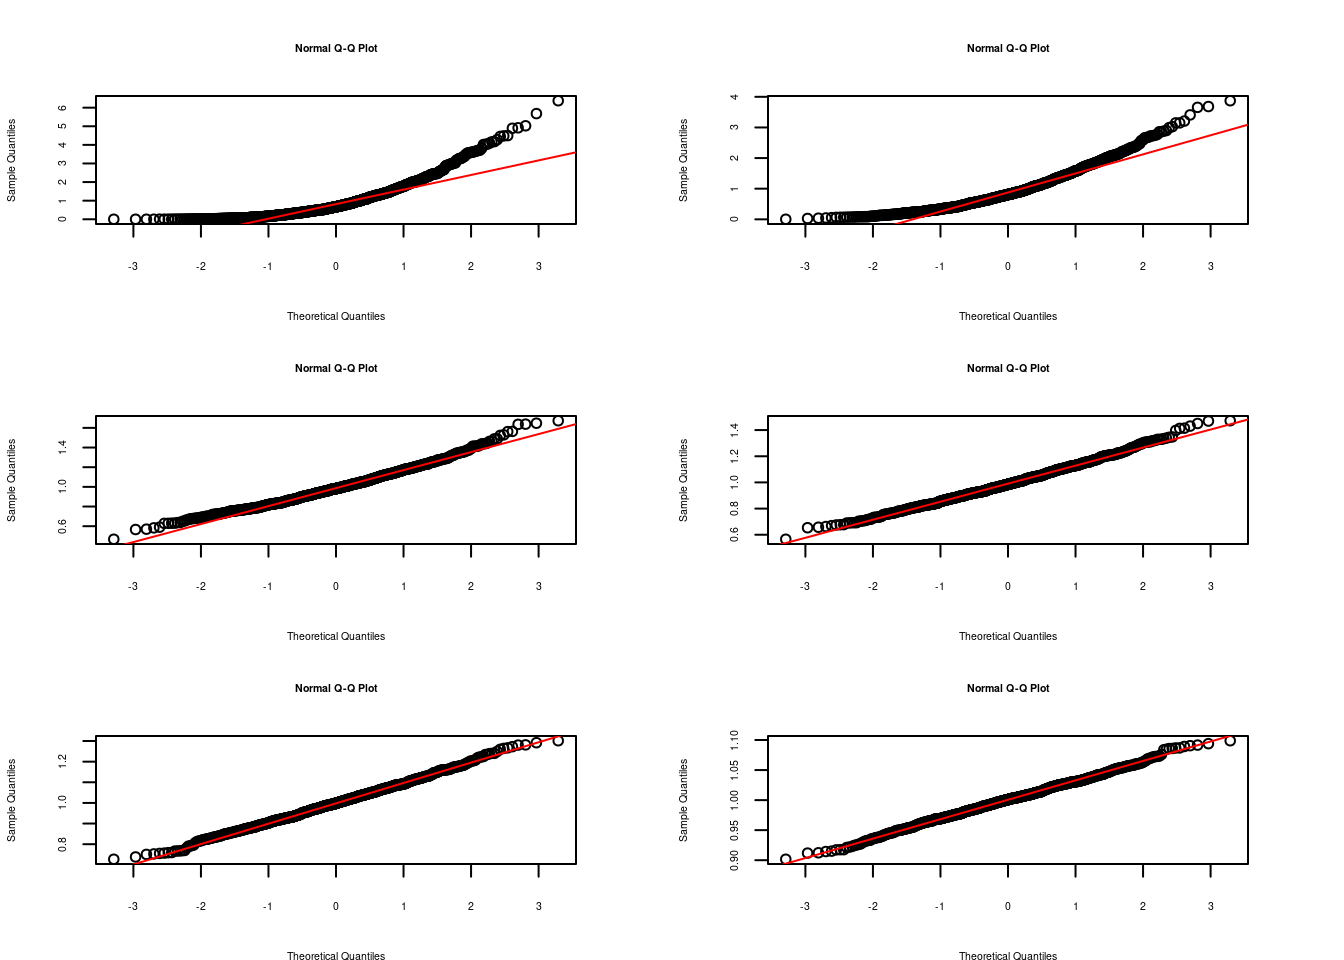 Normal Q-Q Plot
Sample Quantiles
0 1 2 3 4 5 6
-3 -2 -1 0 1 2 3
Theoretical Quantiles
Normal Q-Q Plot
Sample Quantiles
0 1 2 3 4
-3 -2 -1 0 1 2 3
Theoretical Quantiles
Normal Q-Q Plot
Sample Quantiles
0.6 1.0 1.4
-3 -2 -1 0 1 2 3
Theoretical Quantiles
Normal Q-Q Plot
Sample Quantiles
0.6 0.8 1.0 1.2 1.4
-3 -2 -1 0 1 2 3
Theoretical Quantiles
Normal Q-Q Plot
Sample Quantiles
0.8 1.0 1.2
-3 -2 -1 0 1 2 3
Theoretical Quantiles
Normal Q-Q Plot
Sample Quantiles
0.90 0.95 1.00 1.05 1.10
-3 -2 -1 0 1 2 3
Theoretical Quantiles